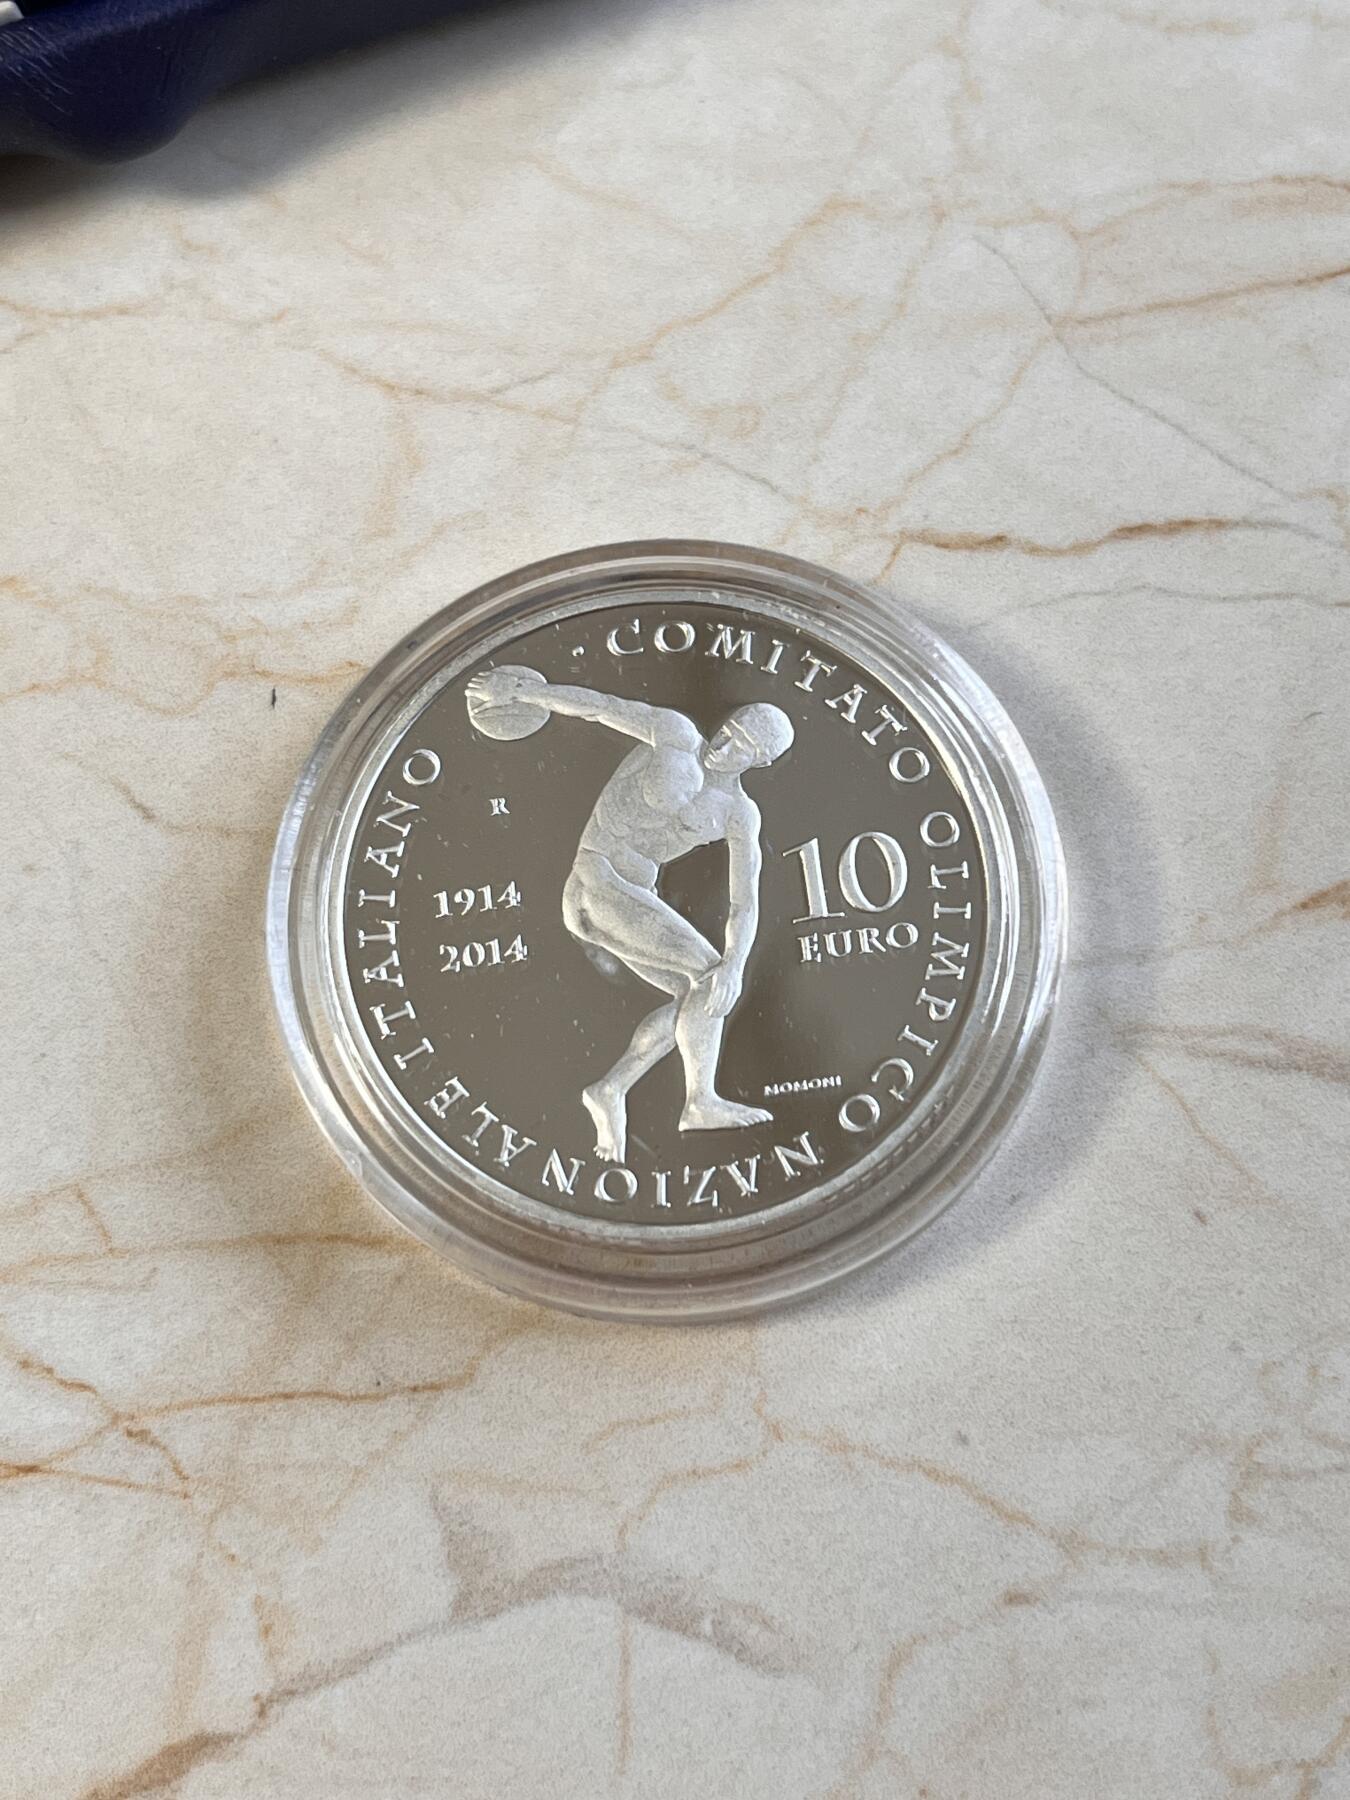 · COMITATO OLIMPICO NAZIONALE ITALIANO
R
1914
2014
10
EURO
MOMONI